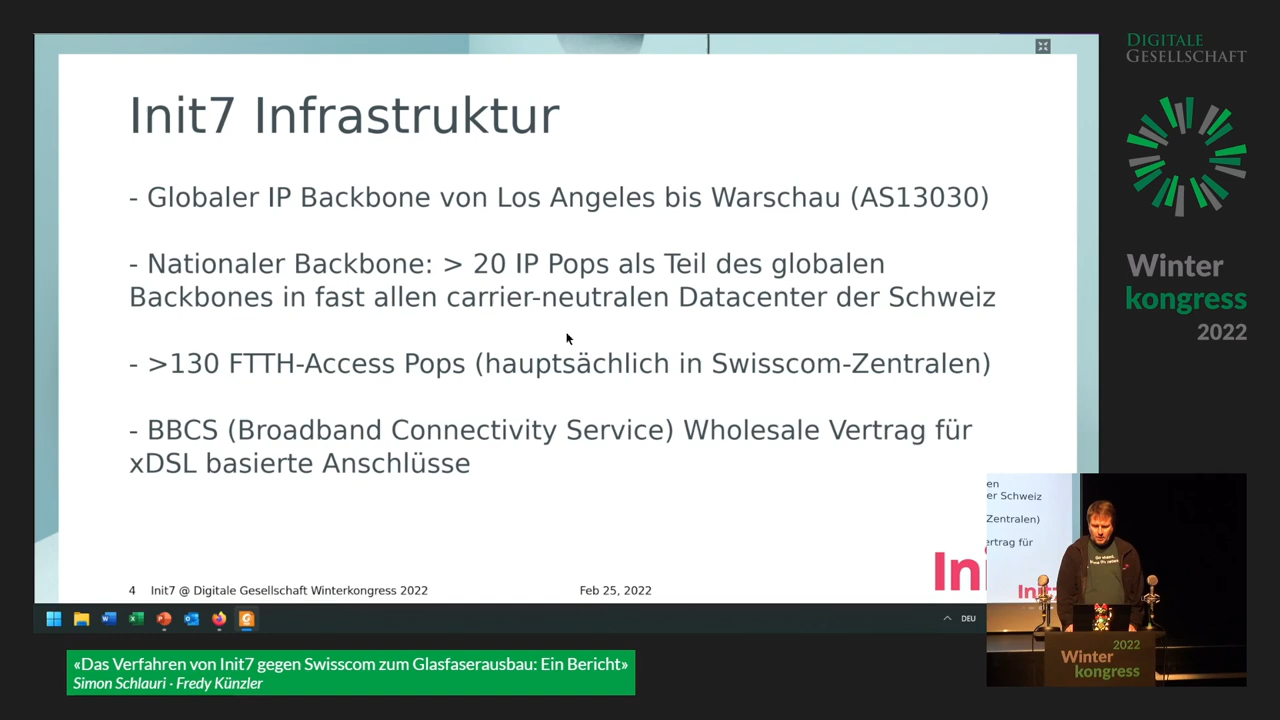 Init7 Infrastruktur
- Globaler IP Backbone von Los Angeles bis Warschau (AS13030)
- Nationaler Backbone: > 20 IP Pops als Teil des globalen
Backbones in fast allen carrier-neutralen Datacenter der Schweiz
- >130 FTTH-Access Pops (hauptsächlich in Swisscom-Zentralen)
- BBCS (Broadband Connectivity Service) Wholesale Vertrag für
xDSL basierte Anschlüsse
Ini
4 Init7 @ Digitale Gesellschaft Winterkongress 2022 Feb 25, 2022
DEU
«Das Verfahren von Init7 gegen Swisscom zum Glasfaserausbau: Ein Bericht»
Simon Schlauri · Fredy Künzler
DIGITALE
GESELLSCHAFT
Winter
kongress
2022
en
er Schweiz
Zentralen)
ertrag für
2022
Winter
kongress